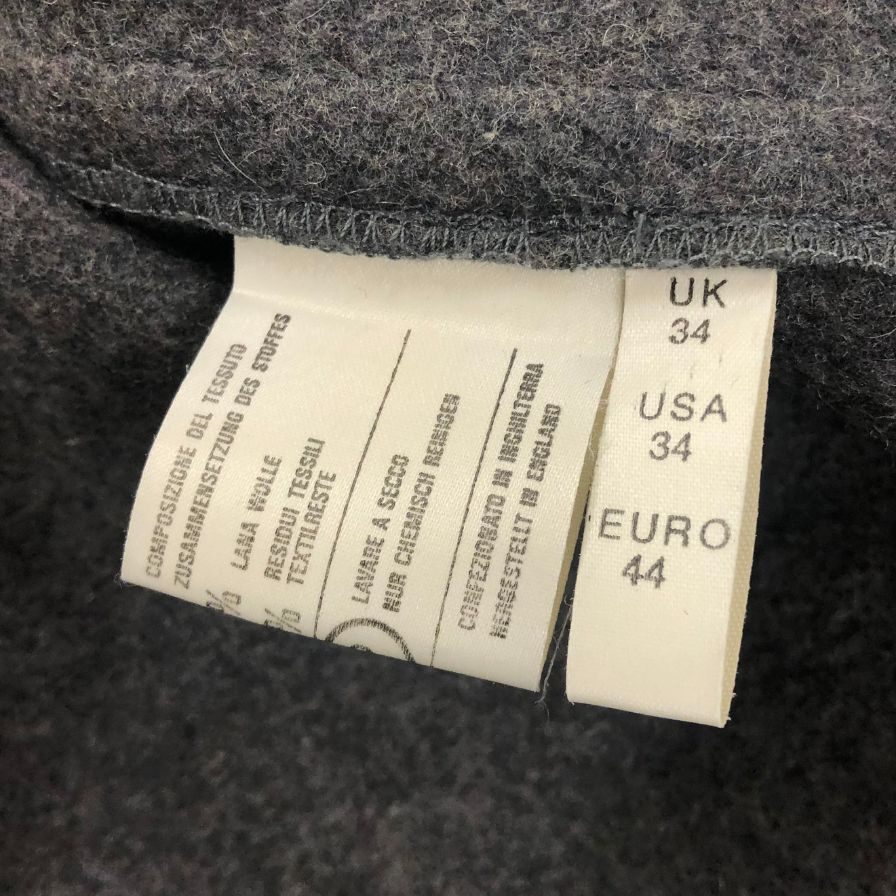 COMPOSIZIONE DEL TESSUTO
ZUSAMMENSETZUNG DES STOFFES
% LANA WOLLE
% RESIDUI TESSILI
TEXTILRESTE
LAVARE A SECCO
NUR CHEMISCH REINIGEN
CONFEZIONATO IN INGHILTERRA
HERGESTELLT IN ENGLAND
UK
34
USA
34
EURO
44